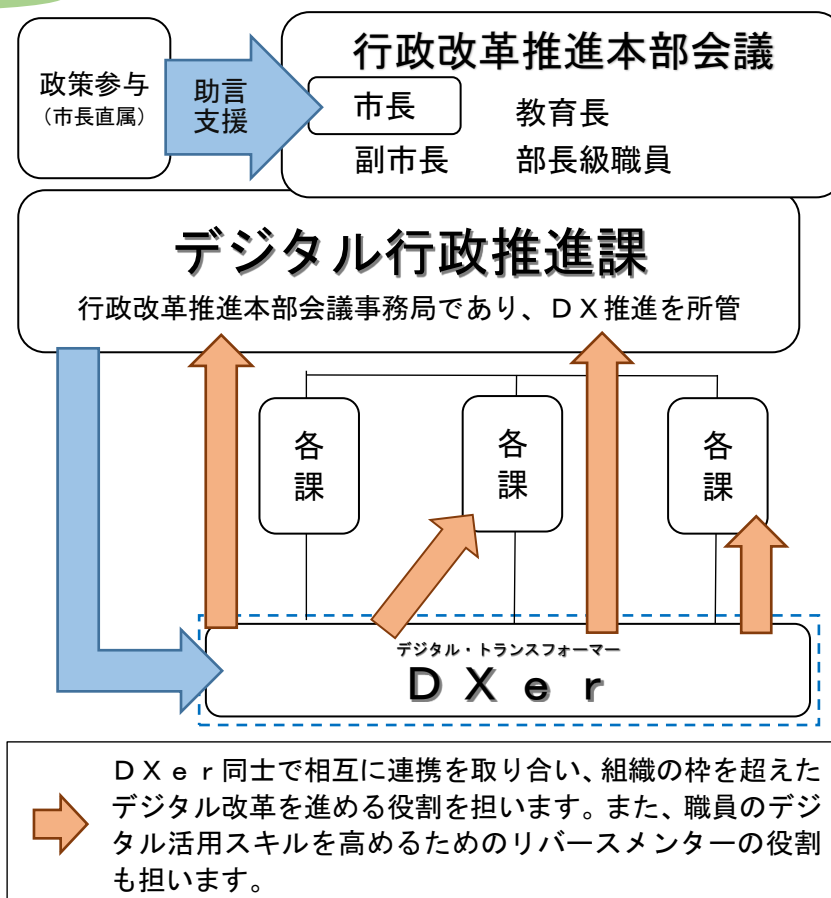 行政改革推進本部会議
政策参与
(市長直属)
助言
支援
市長
教育長
副市長
部長級職員
デジタル行政推進課
行政改革推進本部会議事務局であり、ＤＸ推進を所管
各
課
各
課
各
課
デジタル・トランスフォーマー
ＤＸｅｒ
ＤＸｅｒ同士で相互に連携を取り合い、組織の枠を超えた
デジタル改革を進める役割を担います。また、職員のデジ
タル活用スキルを高めるためのリバースメンターの役割
も担います。